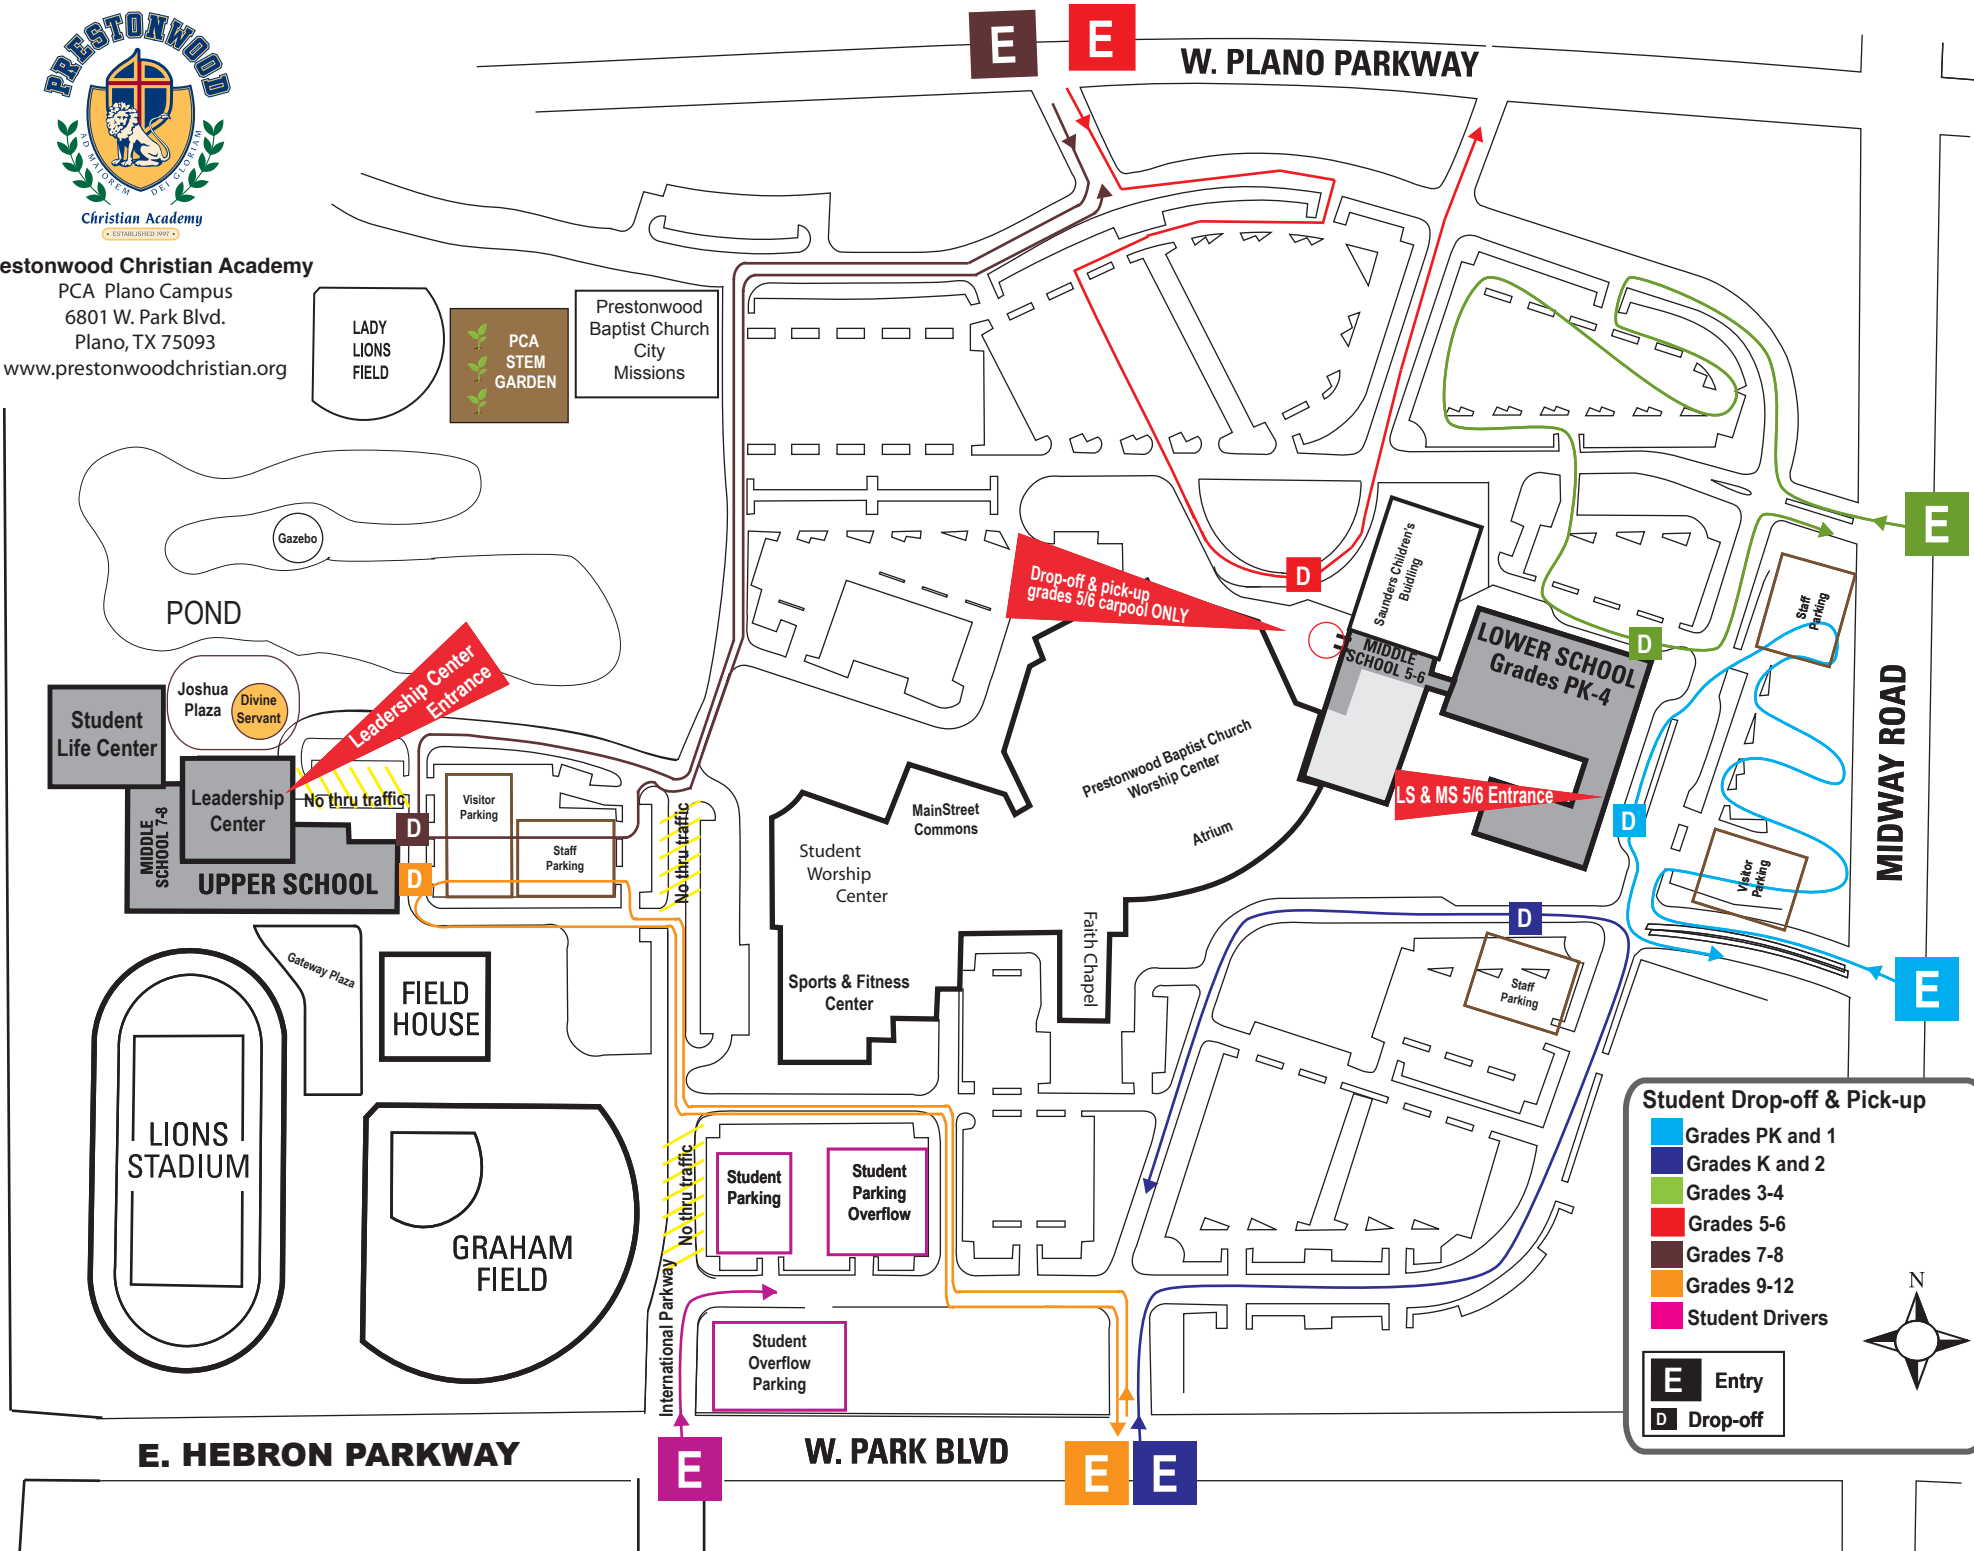 PRESTONWOOD
AD MAIOREM DEI GLORIAM
Christian Academy
• ESTABLISHED 1997 •
estonwood Christian Academy
PCA Plano Campus
6801 W. Park Blvd.
Plano, TX 75093
www.prestonwoodchristian.org
E
E
W. PLANO PARKWAY
LADY
LIONS
FIELD
PCA
STEM
GARDEN
Prestonwood
Baptist Church
City
Missions
Gazebo
POND
Joshua
Plaza
Divine
Servant
Student
Life Center
Leadership Center
Entrance
Leadership
Center
No thru traffic
MIDDLE
SCHOOL 7-8
UPPER SCHOOL
D
D
Visitor
Parking
Staff
Parking
No thru traffic
Drop-off & pick-up
grades 5/6 carpool ONLY
D
Saunders Children's
Buidling
MIDDLE
SCHOOL 5-6
LOWER SCHOOL
Grades PK-4
D
E
Staff
Parking
MIDWAY ROAD
Prestonwood Baptist Church
Worship Center
MainStreet
Commons
Atrium
LS & MS 5/6 Entrance
D
Visitor
Parking
Student
Worship
Center
Faith Chapel
D
Sports & Fitness
Center
Staff
Parking
E
Gateway Plaza
FIELD
HOUSE
LIONS
STADIUM
GRAHAM
FIELD
No thru traffic
International Parkway
Student
Parking
Student
Parking
Overflow
Student
Overflow
Parking
Student Drop-off & Pick-up
Grades PK and 1
Grades K and 2
Grades 3-4
Grades 5-6
Grades 7-8
Grades 9-12
Student Drivers
N
E Entry
D Drop-off
E. HEBRON PARKWAY
E
W. PARK BLVD
E
E